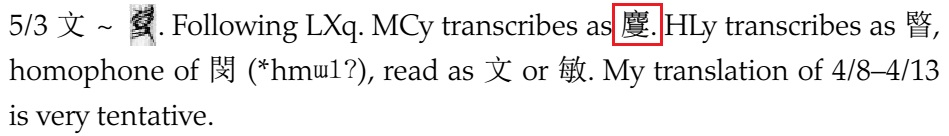 5/3 文 ~ . Following LXq. MCy transcribes as . HLy transcribes as 暋,
homophone of 閔 (*hmɯ1?), read as 文 or 敏. My translation of 4/8–4/13
is very tentative.